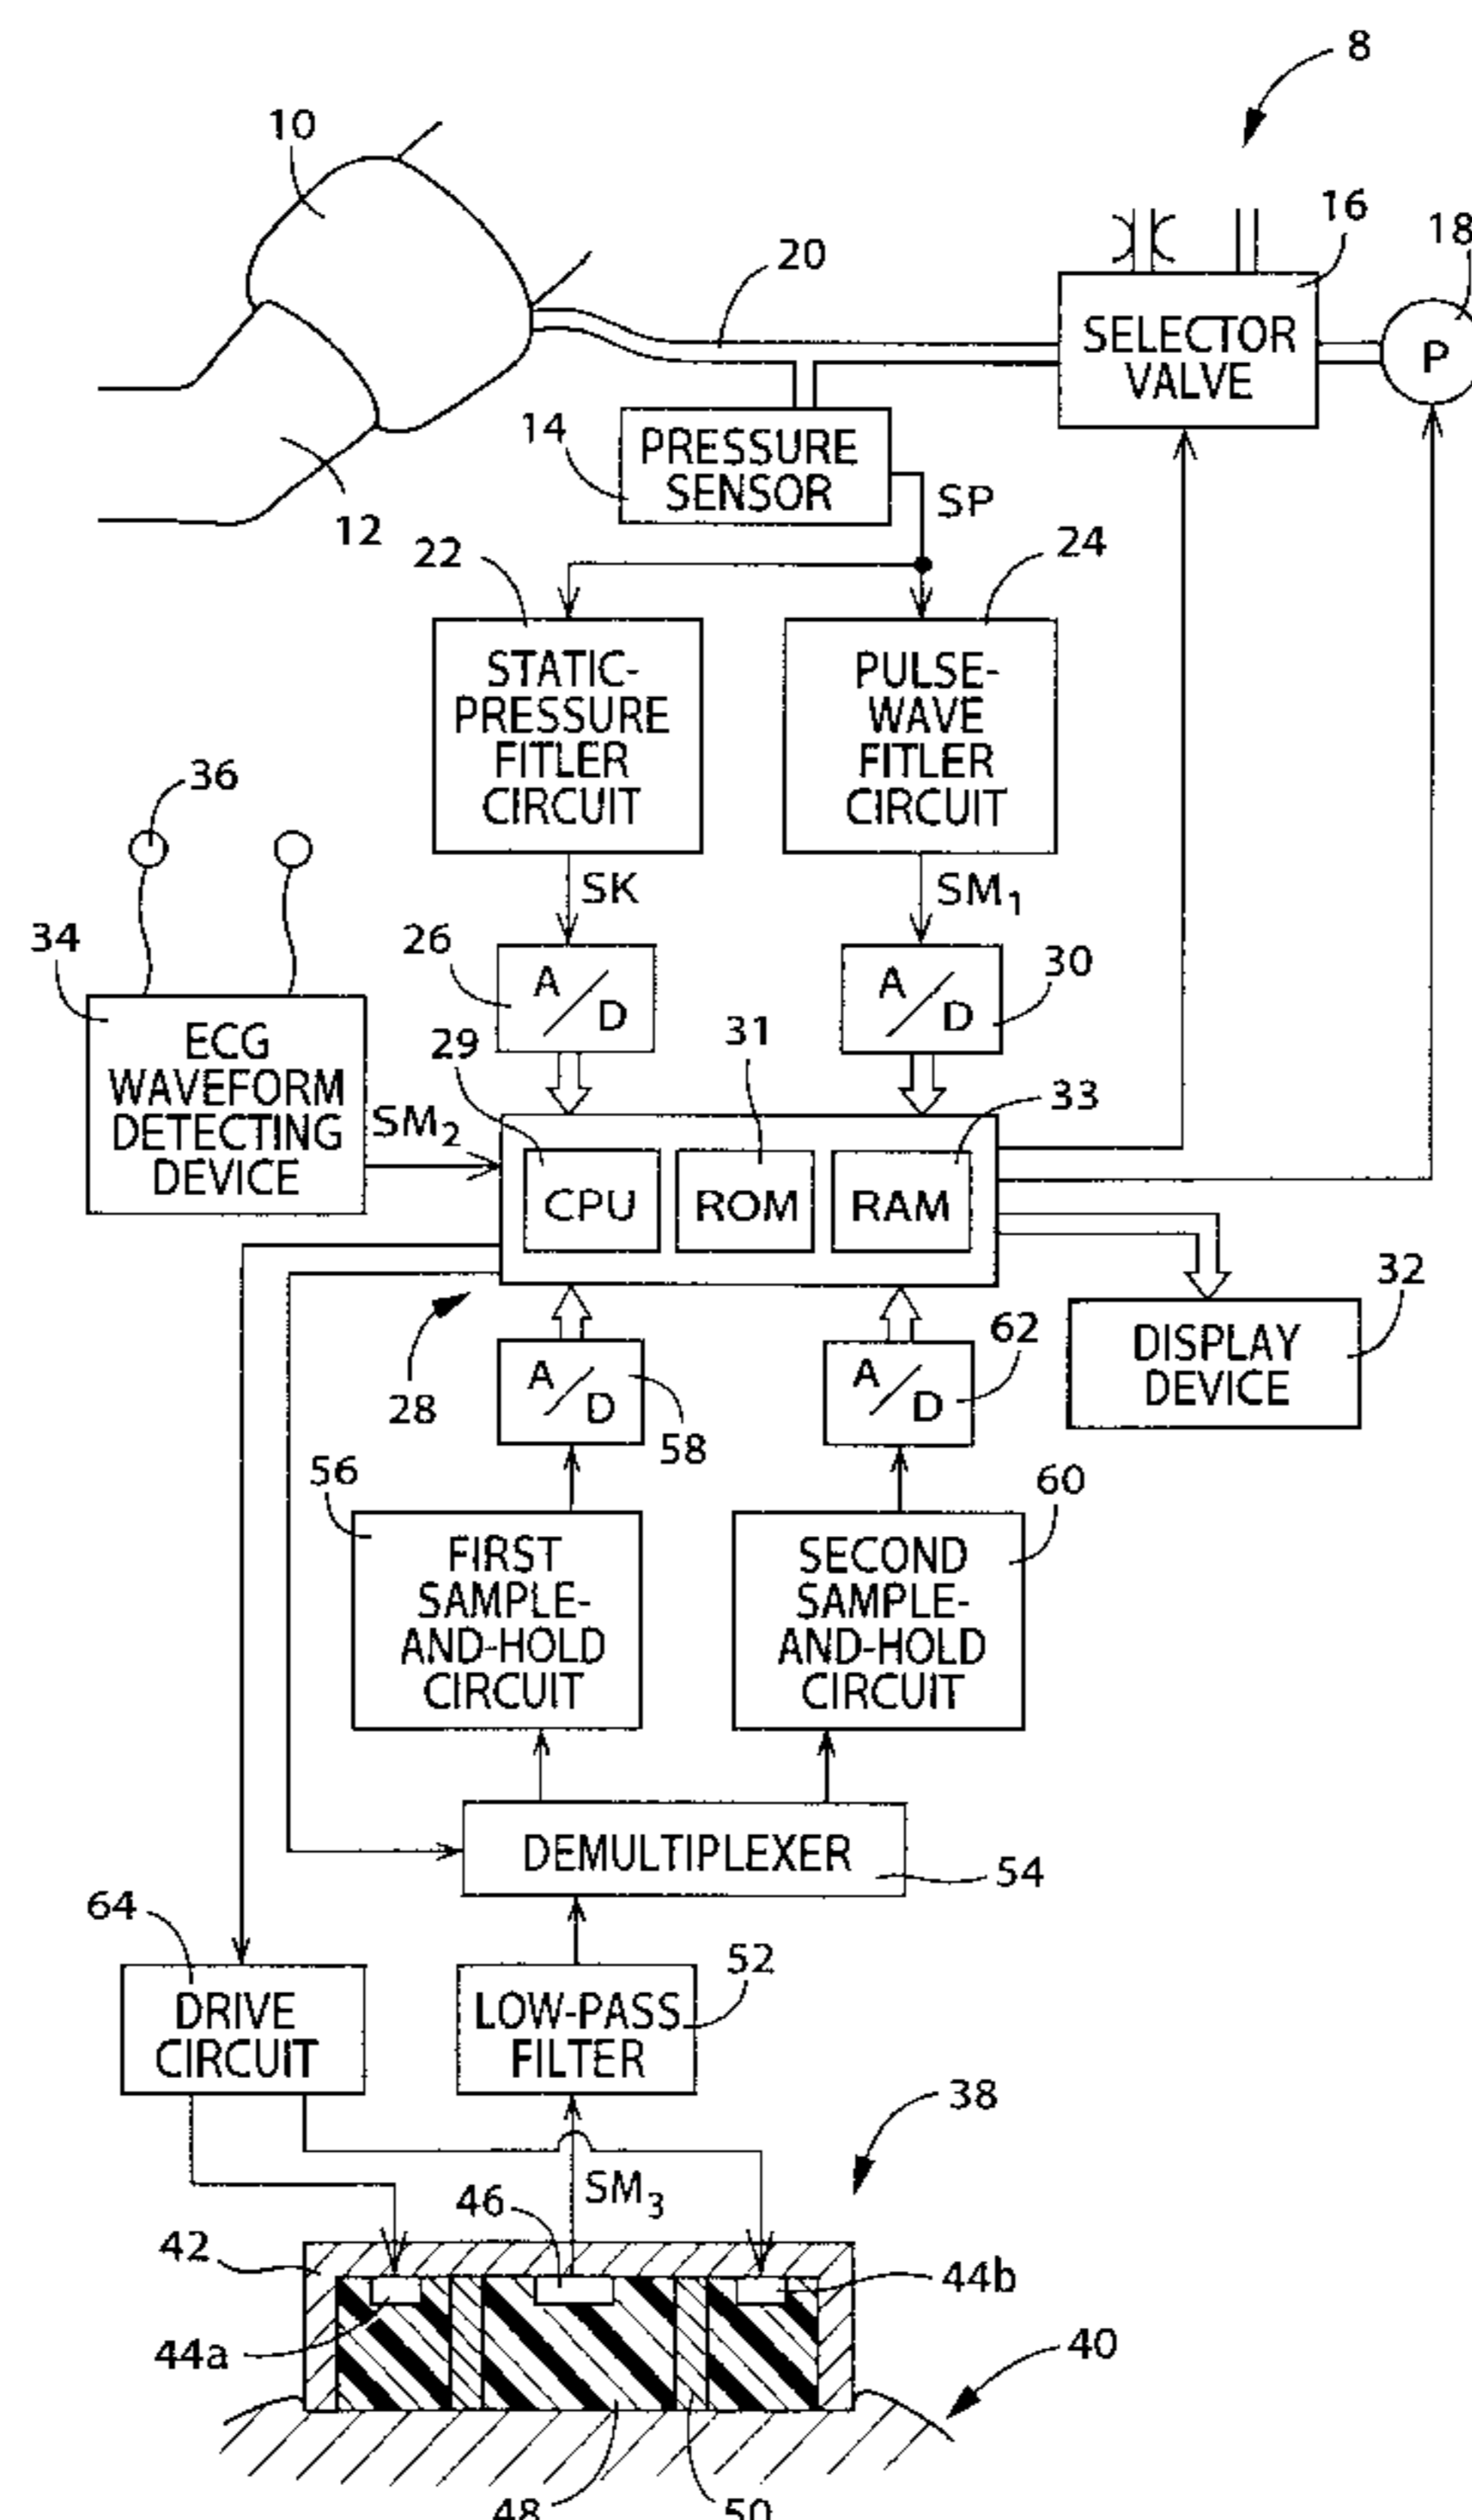 8
10
16
18
20
SELECTOR
VALVE
P
14
PRESSURE
SENSOR
SP
12
22
24
STATIC-
PRESSURE
FITLER
CIRCUIT
PULSE-
WAVE
FITLER
CIRCUIT
36
SK
SM1
34
26
A/D
A/D
30
ECG
WAVEFORM
DETECTING
DEVICE
29
31
33
SM2
CPU
ROM
RAM
32
28
A/D
58
A/D
62
DISPLAY
DEVICE
56
60
FIRST
SAMPLE-
AND-HOLD
CIRCUIT
SECOND
SAMPLE-
AND-HOLD
CIRCUIT
DEMULTIPLEXER
54
64
52
DRIVE
CIRCUIT
LOW-PASS
FILTER
38
46
SM3
42
44b
44a
40
48
50